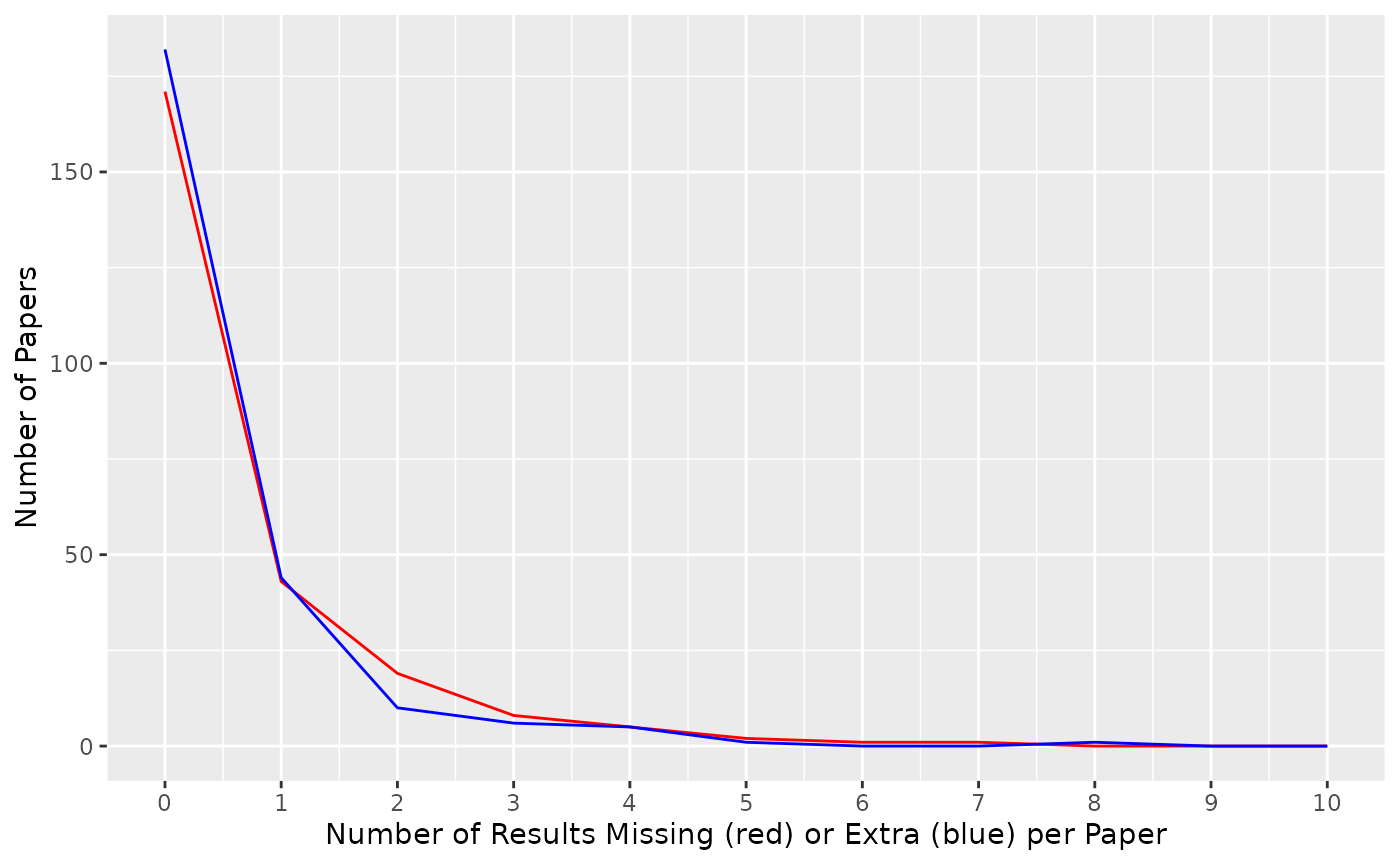 Number of Papers
150
100
50
0
0 1 2 3 4 5 6 7 8 9 10
Number of Results Missing (red) or Extra (blue) per Paper